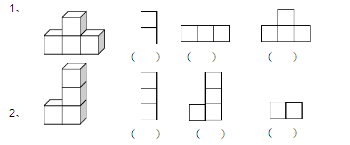 1、
(    ) (    ) (    )
2、
(    ) (    ) (    )